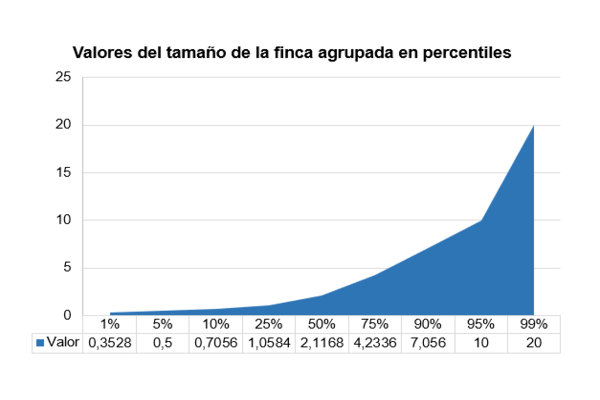 Valores del tamaño de la finca agrupada en percentiles
25
20
15
10
5
0
1% 5% 10% 25% 50% 75% 90% 95% 99%
Valor 0,3528 0,5 0,7056 1,0584 2,1168 4,2336 7,056 10 20